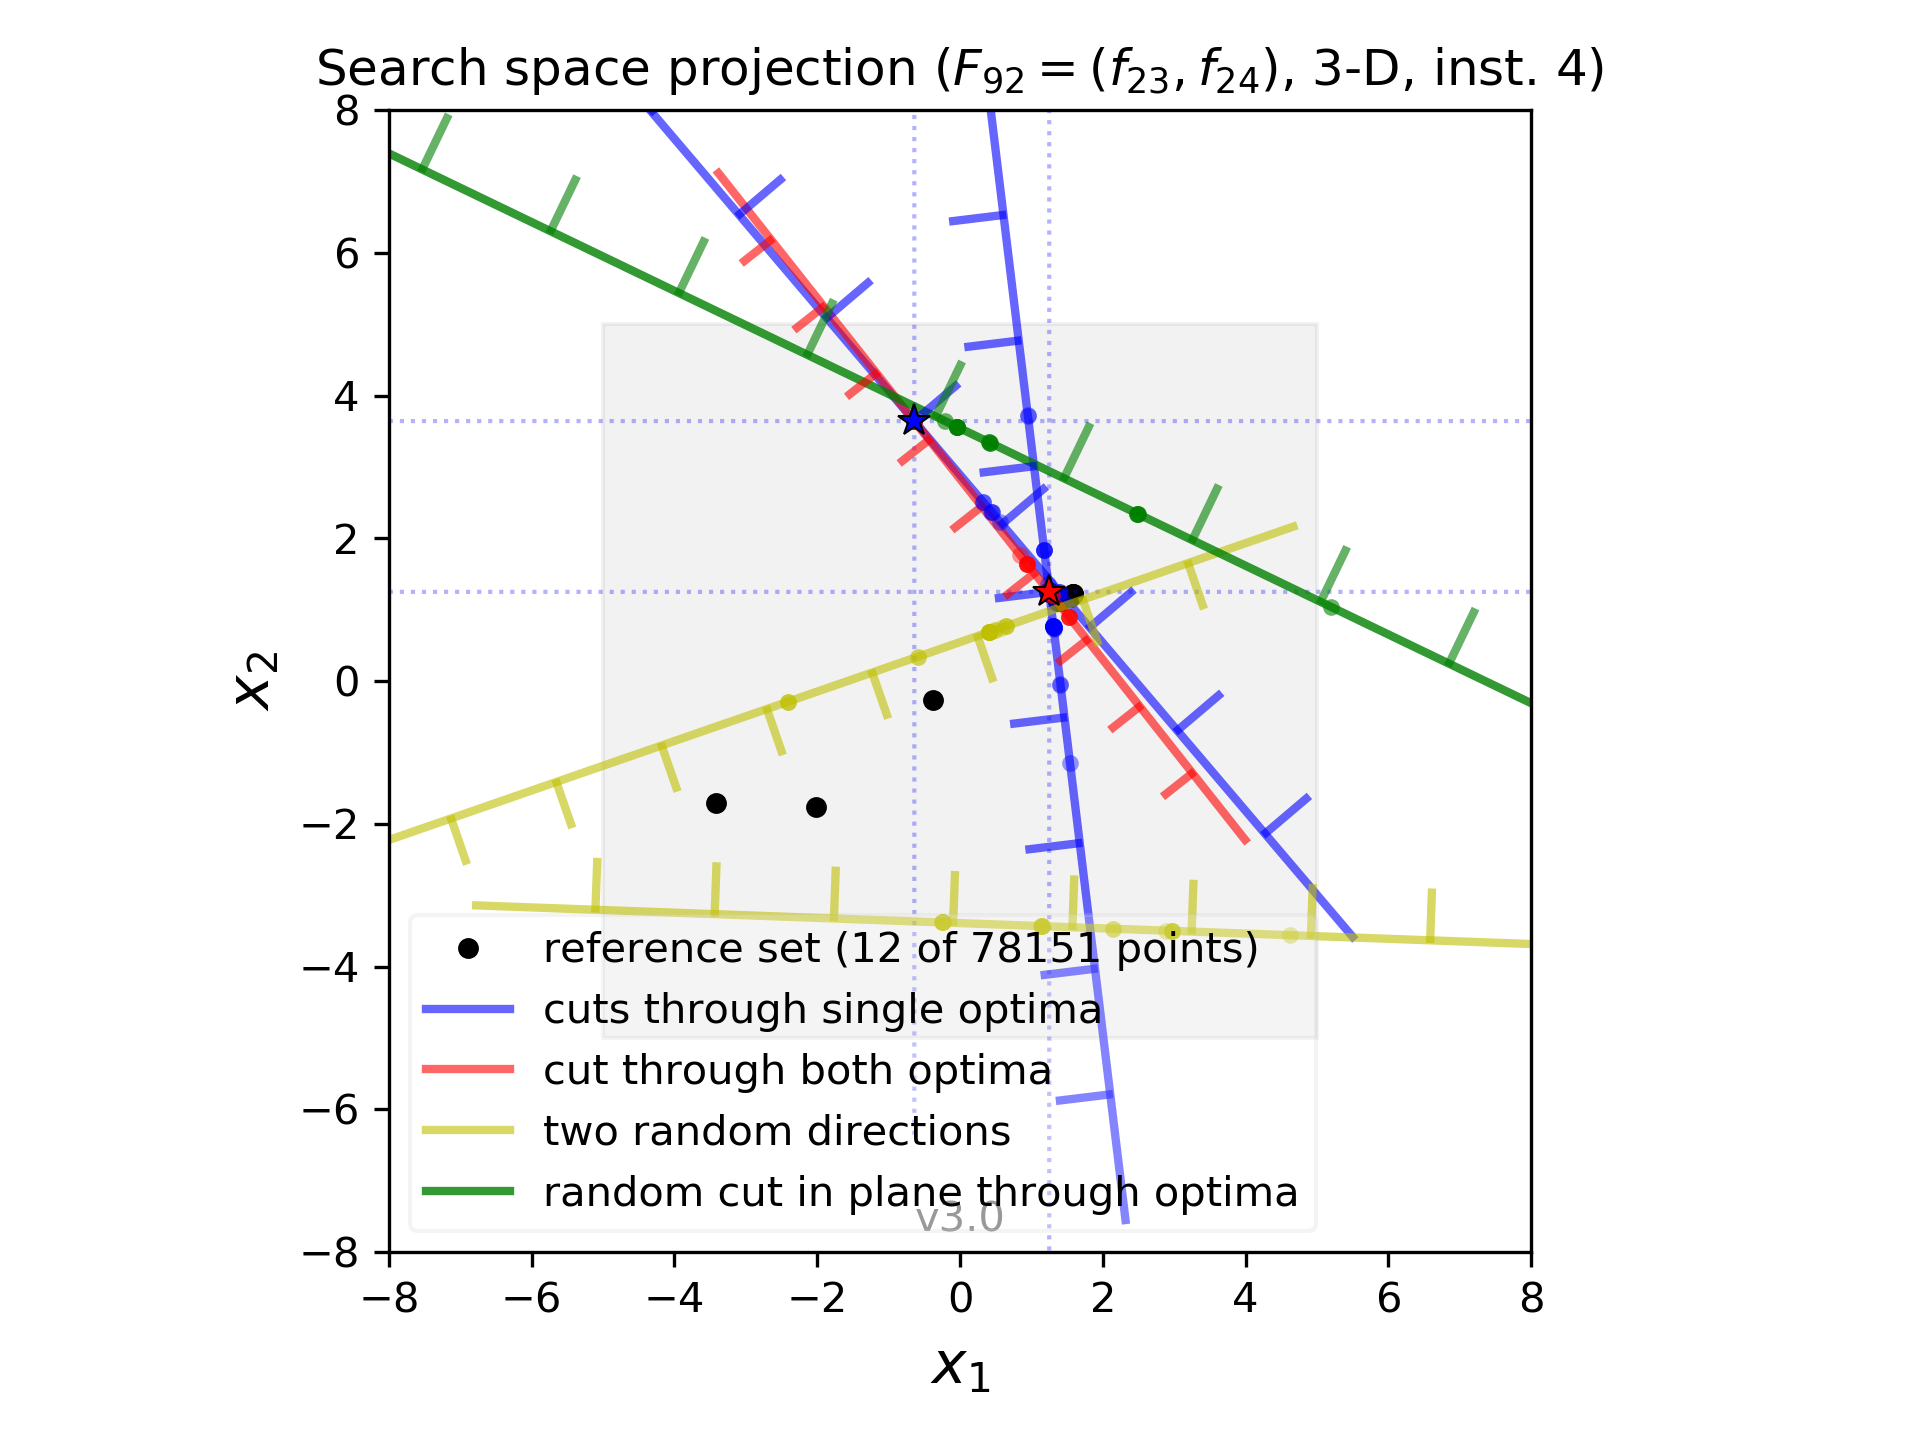 Search space projection (F₉₂ = (f₂₃, f₂₄), 3-D, inst. 4)
8
6
4
2
0
−2
−4
−6
−8
x₂
reference set (12 of 78151 points)
cuts through single optima
cut through both optima
two random directions
random cut in plane through optima
v3.0
−8 −6 −4 −2 0 2 4 6 8
x₁